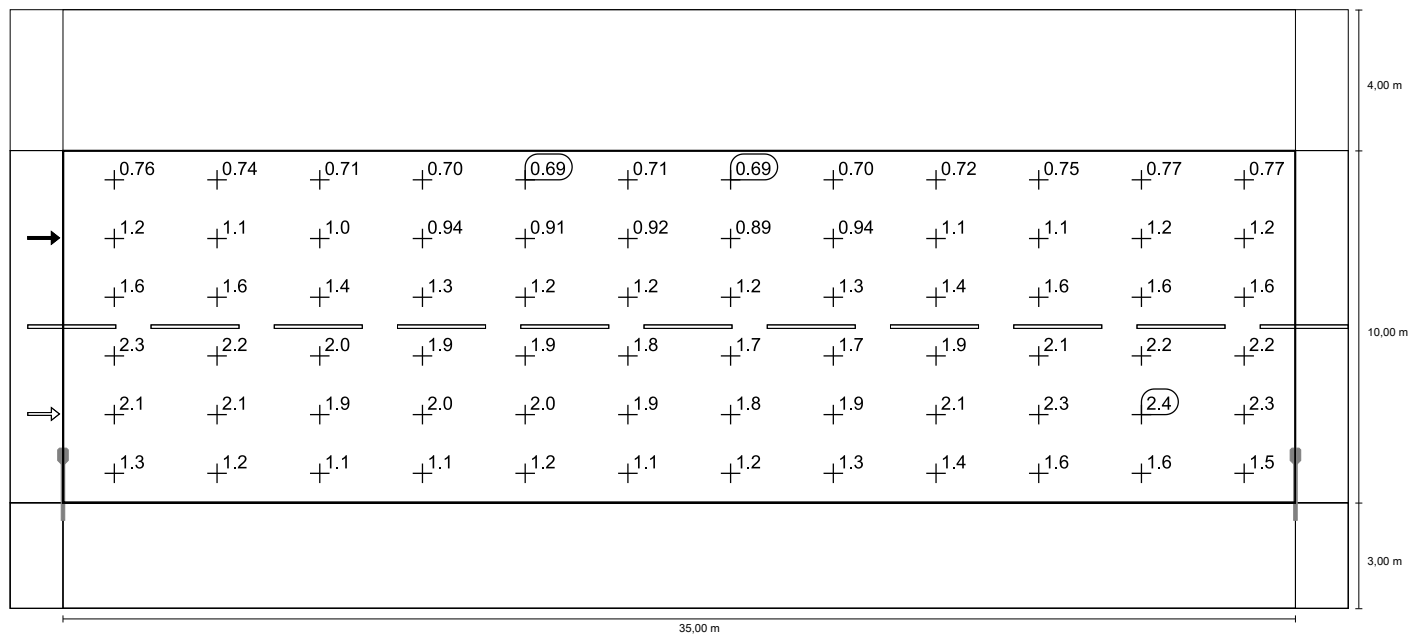 4,00 m
0.76 0.74 0.71 0.70 0.69 0.71 0.69 0.70 0.72 0.75 0.77 0.77
1.2 1.1 1.0 0.94 0.91 0.92 0.89 0.94 1.1 1.1 1.2 1.2
1.6 1.6 1.4 1.3 1.2 1.2 1.2 1.3 1.4 1.6 1.6 1.6
10,00 m
2.3 2.2 2.0 1.9 1.9 1.8 1.7 1.7 1.9 2.1 2.2 2.2
2.1 2.1 1.9 2.0 2.0 1.9 1.8 1.9 2.1 2.3 2.4 2.3
1.3 1.2 1.1 1.1 1.2 1.1 1.2 1.3 1.4 1.6 1.6 1.5
3,00 m
35,00 m